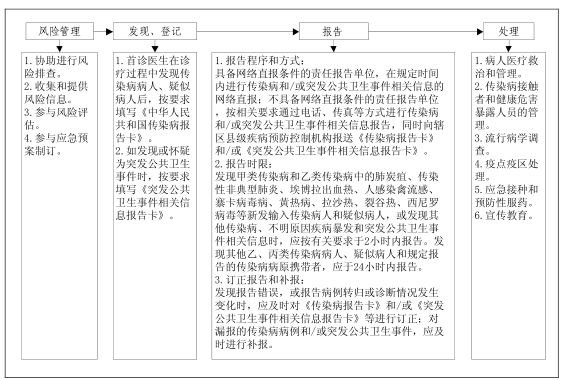 风险管理
发现、登记
报告
处理
1.协助进行风
险排查。
2.收集和提供
风险信息。
3.参与风险评
估。
4.参与应急预
案制订。
1.首诊医生在诊
疗过程中发现传
染病病人、疑似
病人后，按要求
填写《中华人民
共和国传染病报
告卡》。
2.如发现或怀疑
为突发公共卫生
事件时，按要求
填写《突发公共
卫生事件相关信
息报告卡》。
1.报告程序和方式：
具备网络直报条件的责任报告单位，在规定时间
内进行传染病和/或突发公共卫生事件相关信息的
网络直报；不具备网络直报条件的责任报告单位
，按相关要求通过电话、传真等方式进行传染病
和/或突发公共卫生事件相关信息报告，同时向辖
区县级疾病预防控制机构报送《传染病报告卡》
和/或《突发公共卫生事件相关信息报告卡》。
2.报告时限：
发现甲类传染病和乙类传染病中的肺炭疽、传染
性非典型肺炎、埃博拉出血热、人感染禽流感、
寨卡病毒病、黄热病、拉沙热、裂谷热、西尼罗
病毒等新发输入传染病人和疑似病人，或发现其
他传染病、不明原因疾病暴发和突发公共卫生事
件相关信息时，应按有关要求于2小时内报告。发
现其他乙、丙类传染病病人、疑似病人和规定报
告的传染病病原携带者，应于24小时内报告。
3.订正报告和补报：
发现报告错误，或报告病例转归或诊断情况发生
变化时，应及时对《传染病报告卡》和/或《突发
公共卫生事件相关信息报告卡》等进行订正；对
漏报的传染病病例和/或突发公共卫生事件，应及
时进行补报。
1.病人医疗救
治和管理。
2.传染病接触
者和健康危害
暴露人员的管
理。
3.流行病学调
查。
4.疫点疫区处
理。
5.应急接种和
预防性服药。
6.宣传教育。